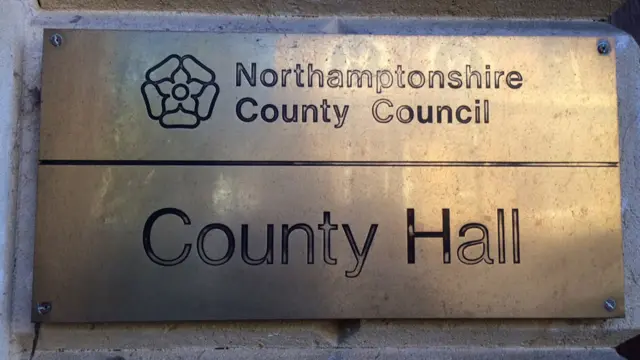 Northamptonshire
County Council
County Hall